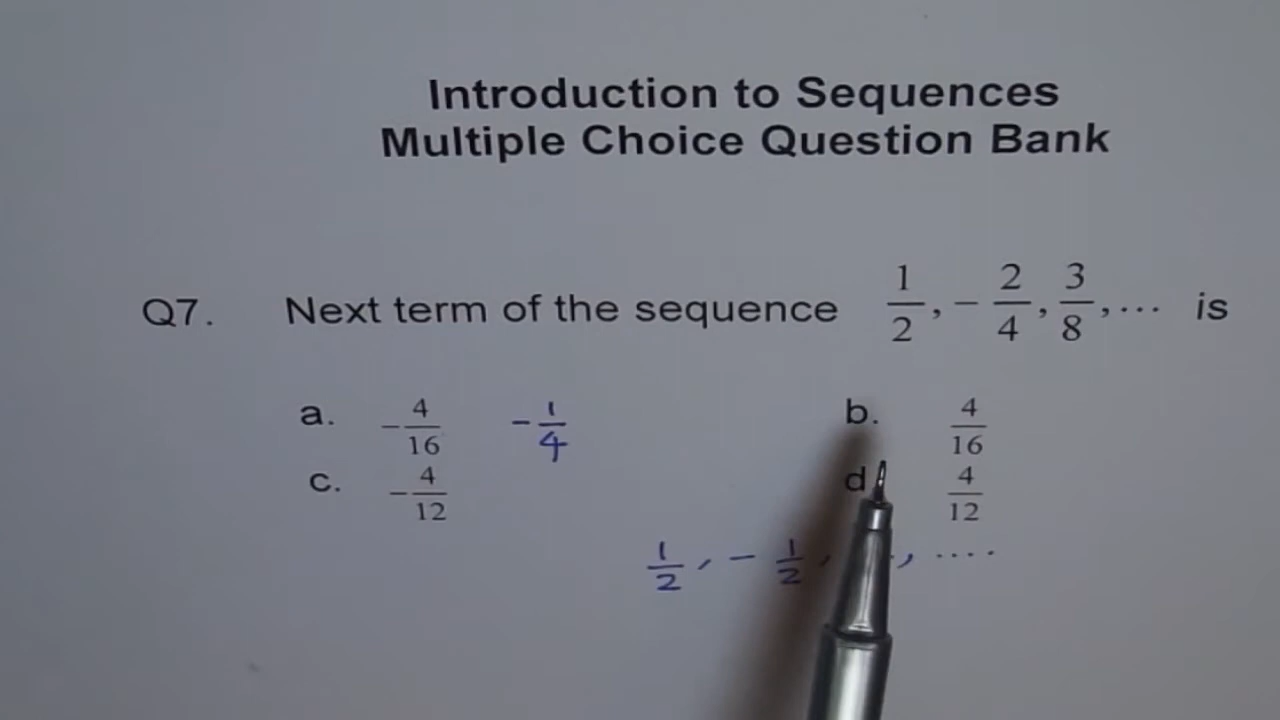 Introduction to Sequences
Multiple Choice Question Bank
Q7. Next term of the sequence 1/2, -2/4, 3/8, ... is
a. -4/16 -1/4 b. 4/16
c. -4/12 d 4/12
1/2, -1/2, , ....